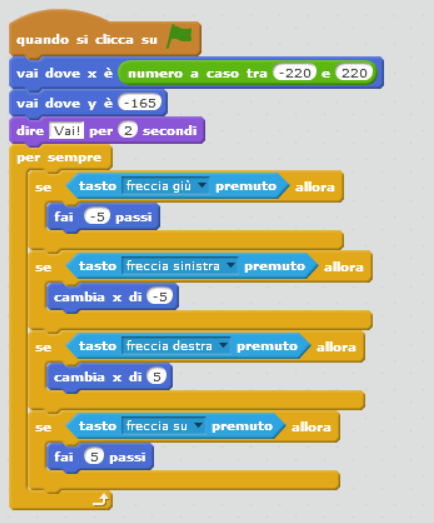 quando si clicca su
vai dove x è numero a caso tra -220 e 220
vai dove y è -165
dire Vai! per 2 secondi
per sempre
se tasto freccia giù premuto allora
fai -5 passi
se tasto freccia sinistra premuto allora
cambia x di -5
se tasto freccia destra premuto allora
cambia x di 5
se tasto freccia su premuto allora
fai 5 passi